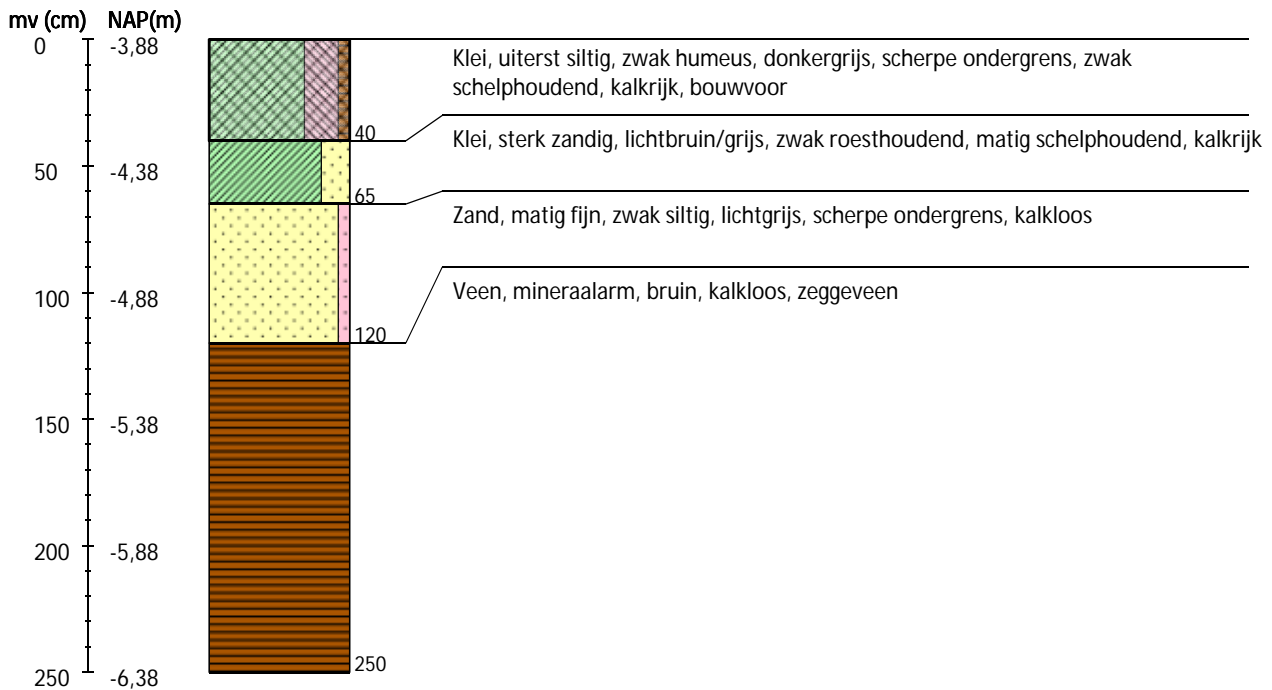 mv (cm) NAP(m)
0 -3,88
Klei, uiterst siltig, zwak humeus, donkergrijs, scherpe ondergrens, zwak
schelphoudend, kalkrijk, bouwvoor
40
Klei, sterk zandig, lichtbruin/grijs, zwak roesthoudend, matig schelphoudend, kalkrijk
50 -4,38
65
Zand, matig fijn, zwak siltig, lichtgrijs, scherpe ondergrens, kalkloos
100 -4,88
Veen, mineraalarm, bruin, kalkloos, zeggeveen
120
150 -5,38
200 -5,88
250
250 -6,38